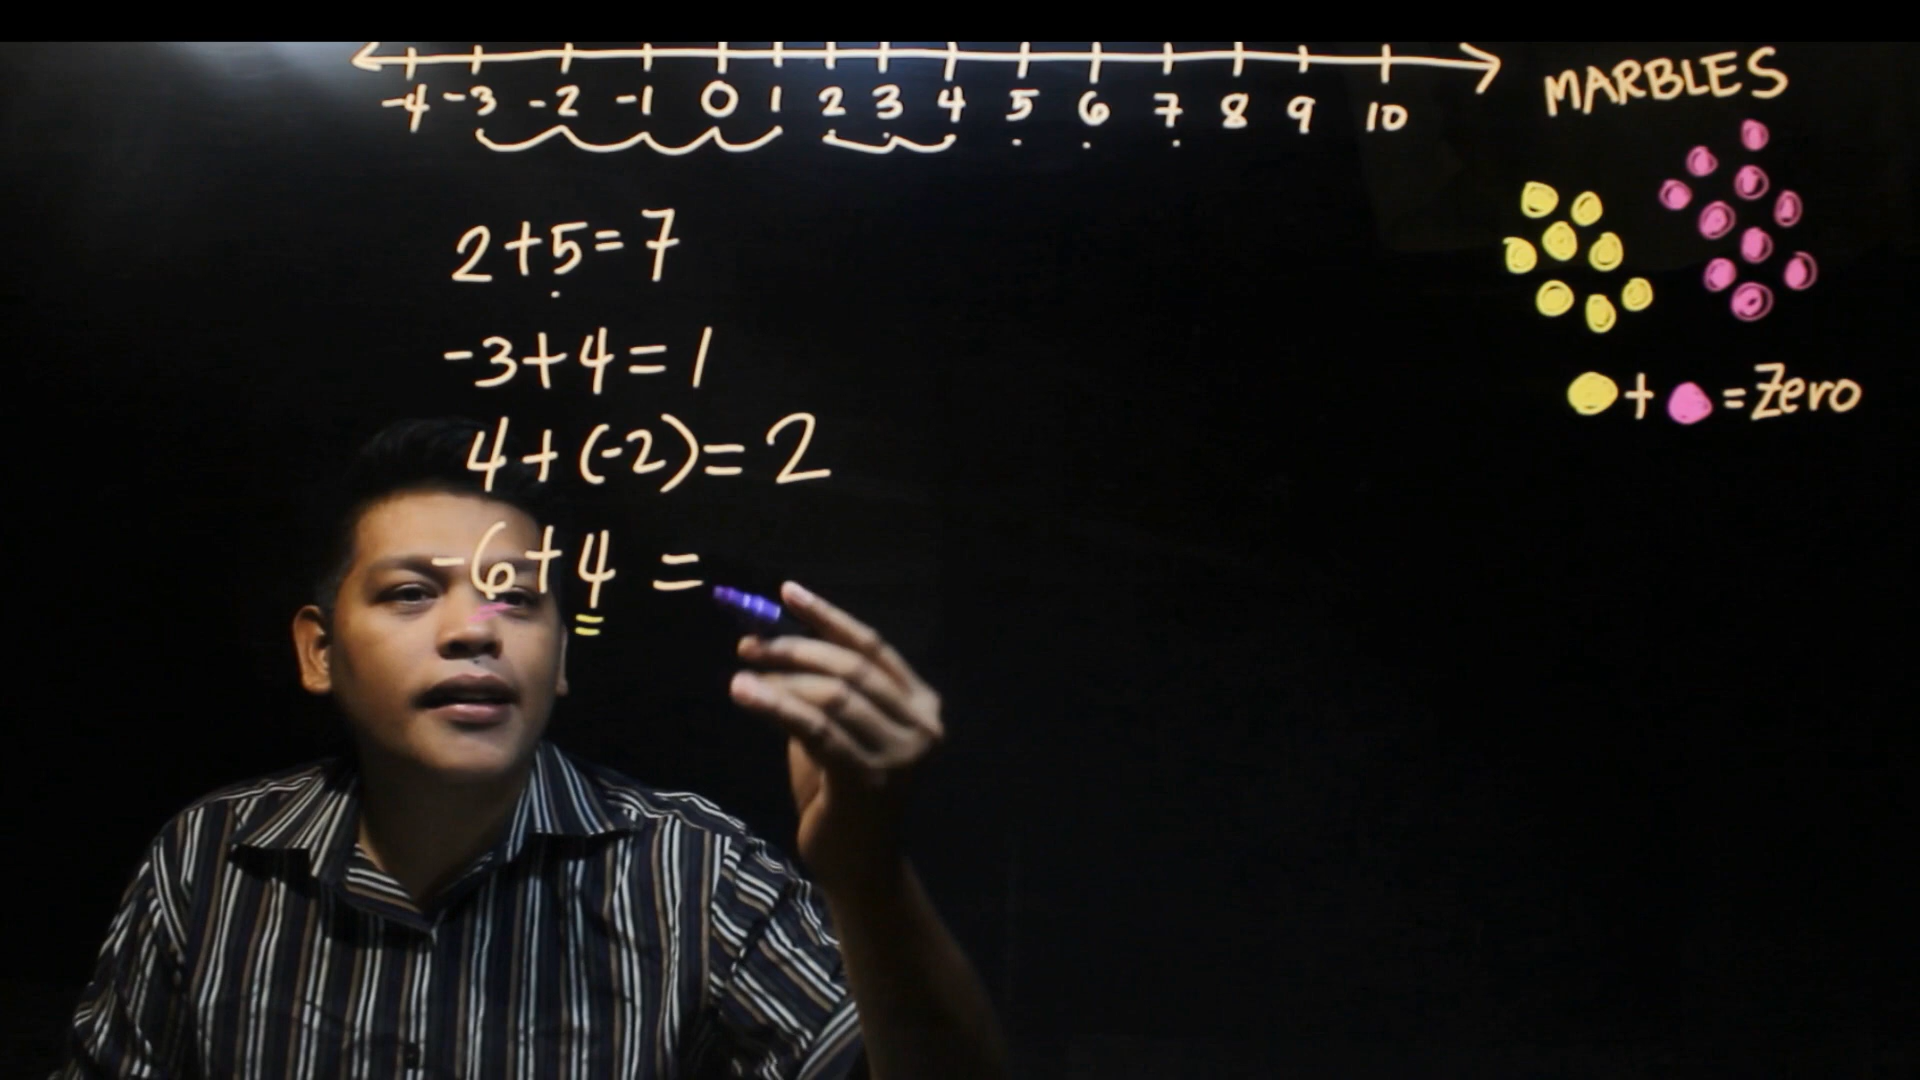 -4 -3 -2 -1 0 1 2 3 4 5 6 7 8 9 10
MARBLES
2+5=7
-3+4=1
4+(-2)=2
-6+4 =
+ = Zero